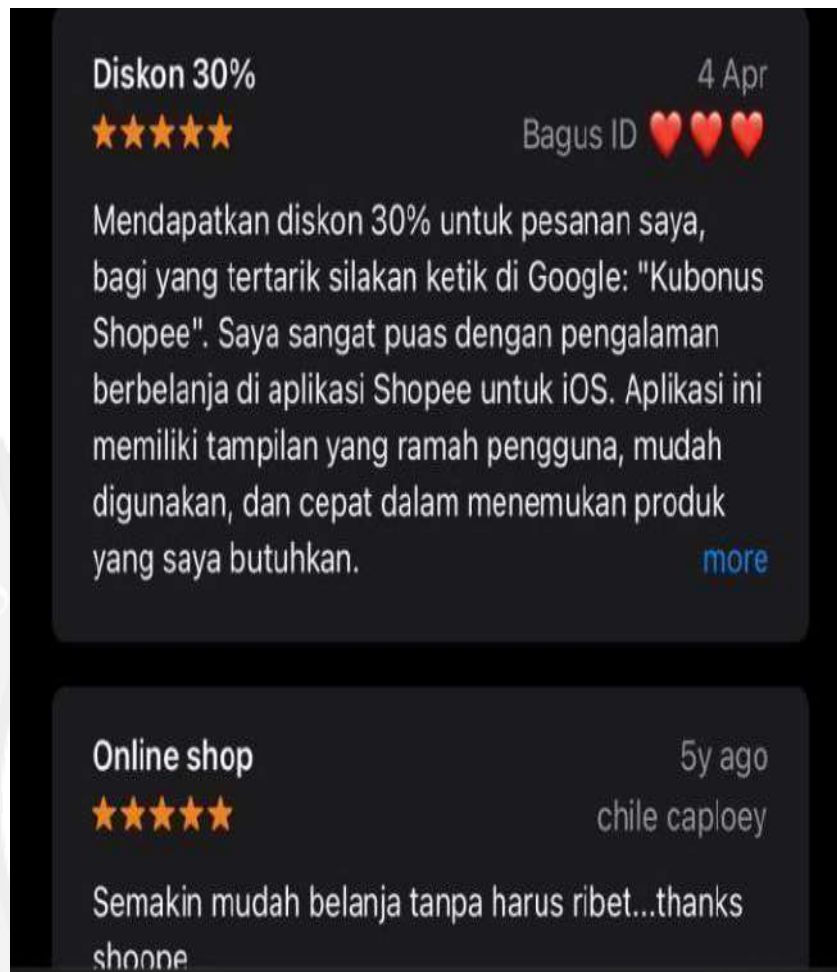 Diskon 30%
4 Apr
★★★★★
Bagus ID ❤️❤️❤️
Mendapatkan diskon 30% untuk pesanan saya,
bagi yang tertarik silakan ketik di Google: "Kubonus
Shopee". Saya sangat puas dengan pengalaman
berbelanja di aplikasi Shopee untuk iOS. Aplikasi ini
memiliki tampilan yang ramah pengguna, mudah
digunakan, dan cepat dalam menemukan produk
yang saya butuhkan.
more
Online shop
5y ago
★★★★★
chile caploey
Semakin mudah belanja tanpa harus ribet...thanks
shoope